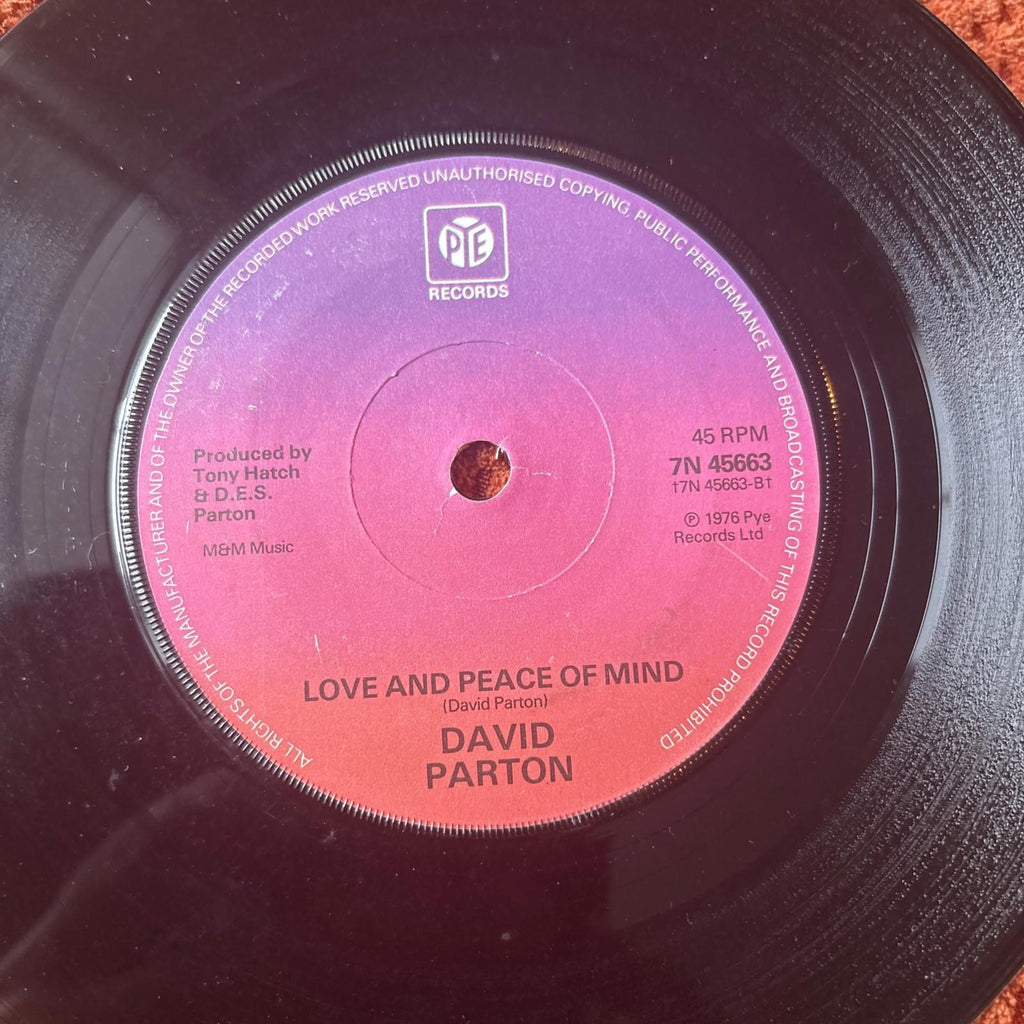 ALL RIGHTS OF THE MANUFACTURER AND OF THE OWNER OF THE RECORDED WORK RESERVED UNAUTHORISED COPYING, PUBLIC PERFORMANCE AND BROADCASTING OF THIS RECORD PROHIBITED
PYE
RECORDS
Produced by
Tony Hatch
& D.E.S.
Parton
M&M Music
45 RPM
7N 45663
†7N 45663-B†
℗ 1976 Pye
Records Ltd
LOVE AND PEACE OF MIND
(David Parton)
DAVID
PARTON